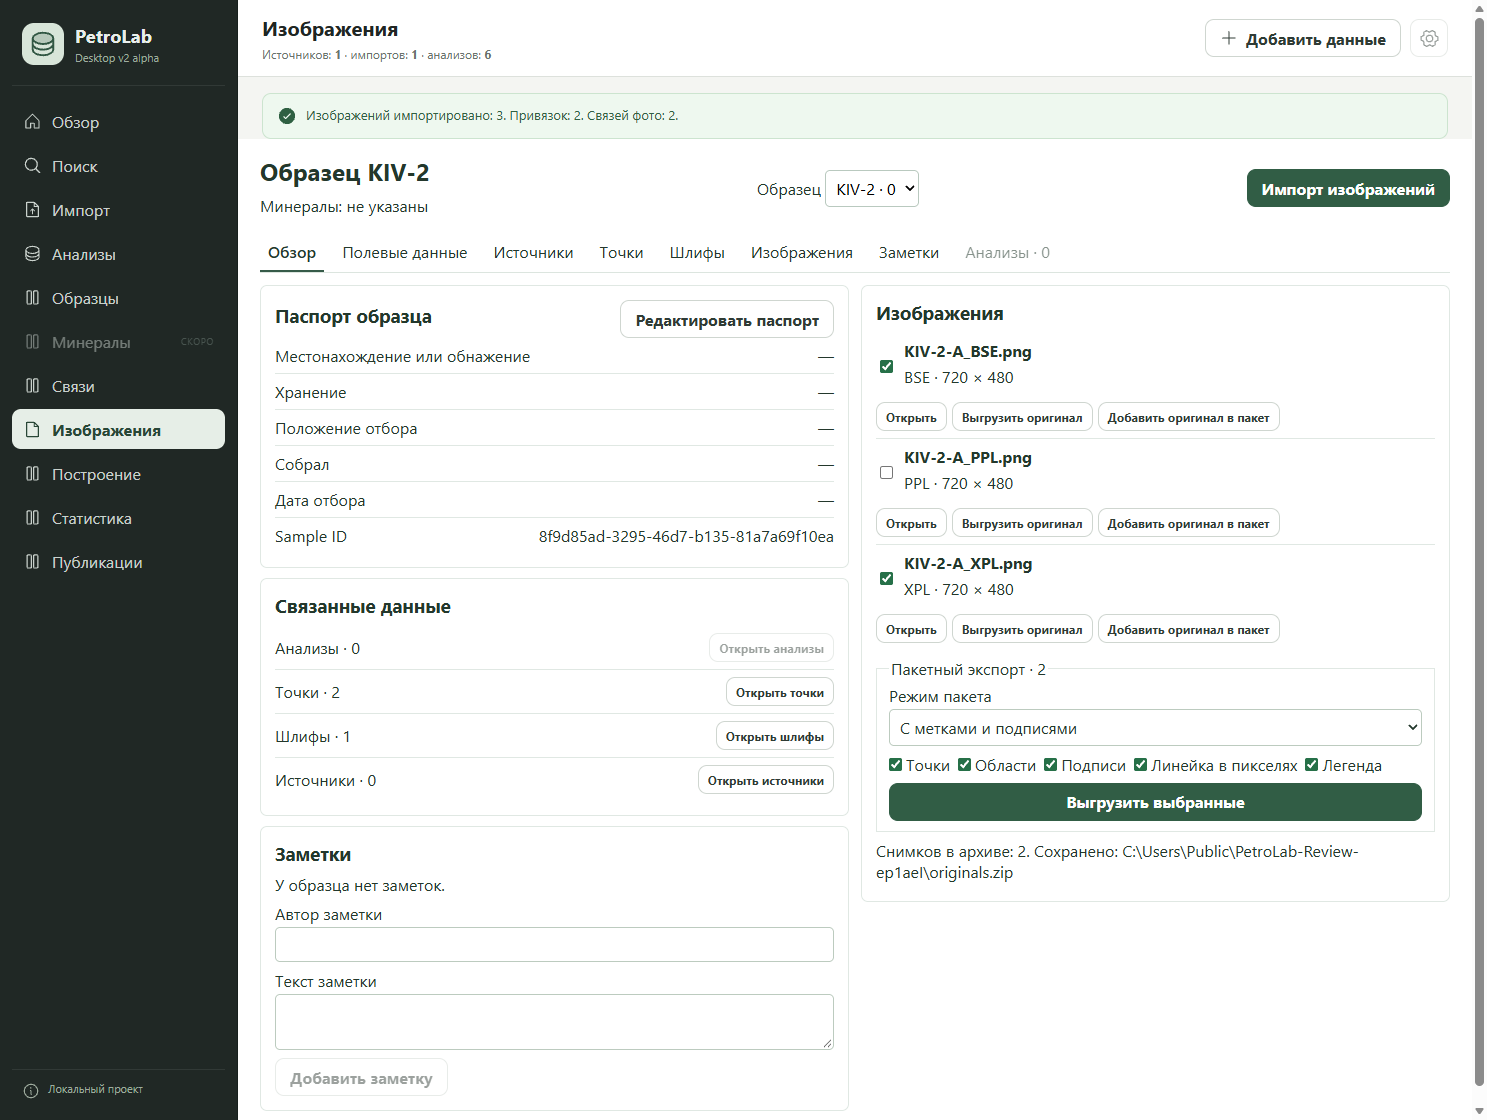 PetroLab
Desktop v2 alpha
Обзор
Поиск
Импорт
Анализы
Образцы
Минералы СКОРО
Связи
Изображения
Построение
Статистика
Публикации
Локальный проект
Изображения
Источников: 1 · импортов: 1 · анализов: 6
Добавить данные
Изображений импортировано: 3. Привязок: 2. Связей фото: 2.
Образец KIV-2
Минералы: не указаны
Образец KIV-2 · 0
Импорт изображений
Обзор Полевые данные Источники Точки Шлифы Изображения Заметки Анализы · 0
Паспорт образца
Редактировать паспорт
Местонахождение или обнажение —
Хранение —
Положение отбора —
Собрал —
Дата отбора —
Sample ID 8f9d85ad-3295-46d7-b135-81a7a69f10ea
Связанные данные
Анализы · 0 Открыть анализы
Точки · 2 Открыть точки
Шлифы · 1 Открыть шлифы
Источники · 0 Открыть источники
Заметки
У образца нет заметок.
Автор заметки
Текст заметки
Добавить заметку
Изображения
KIV-2-A_BSE.png
BSE · 720 × 480
Открыть Выгрузить оригинал Добавить оригинал в пакет
KIV-2-A_PPL.png
PPL · 720 × 480
Открыть Выгрузить оригинал Добавить оригинал в пакет
KIV-2-A_XPL.png
XPL · 720 × 480
Открыть Выгрузить оригинал Добавить оригинал в пакет
Пакетный экспорт · 2
Режим пакета
С метками и подписями
Точки Области Подписи Линейка в пикселях Легенда
Выгрузить выбранные
Снимков в архиве: 2. Сохранено: C:\Users\Public\PetroLab-Review-
ep1aeI\originals.zip